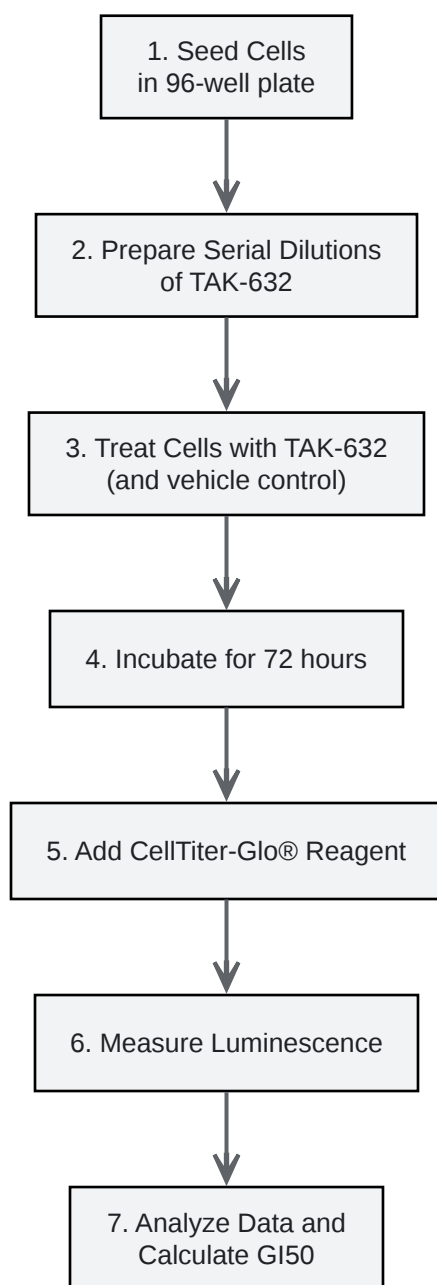 1. Seed Cells
in 96-well plate
2. Prepare Serial Dilutions
of TAK-632
3. Treat Cells with TAK-632
(and vehicle control)
4. Incubate for 72 hours
5. Add CellTiter-Glo® Reagent
6. Measure Luminescence
7. Analyze Data and
Calculate GI50